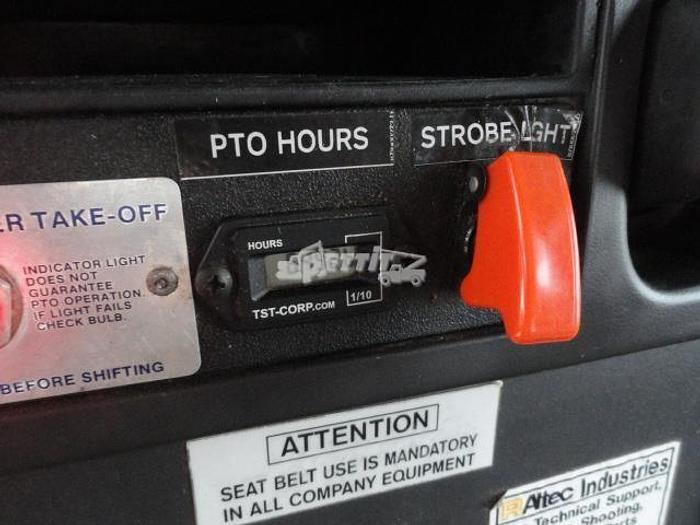 PTO HOURS
STROBE LIGHT
ER TAKE-OFF
INDICATOR LIGHT
DOES NOT
GUARANTEE
PTO OPERATION.
IF LIGHT FAILS
CHECK BULB.
BEFORE SHIFTING
HOURS
PETTIT
TST-CORP.COM
1/10
ATTENTION
SEAT BELT USE IS MANDATORY
IN ALL COMPANY EQUIPMENT
Altec Industries
Technical Support,
Shooting,